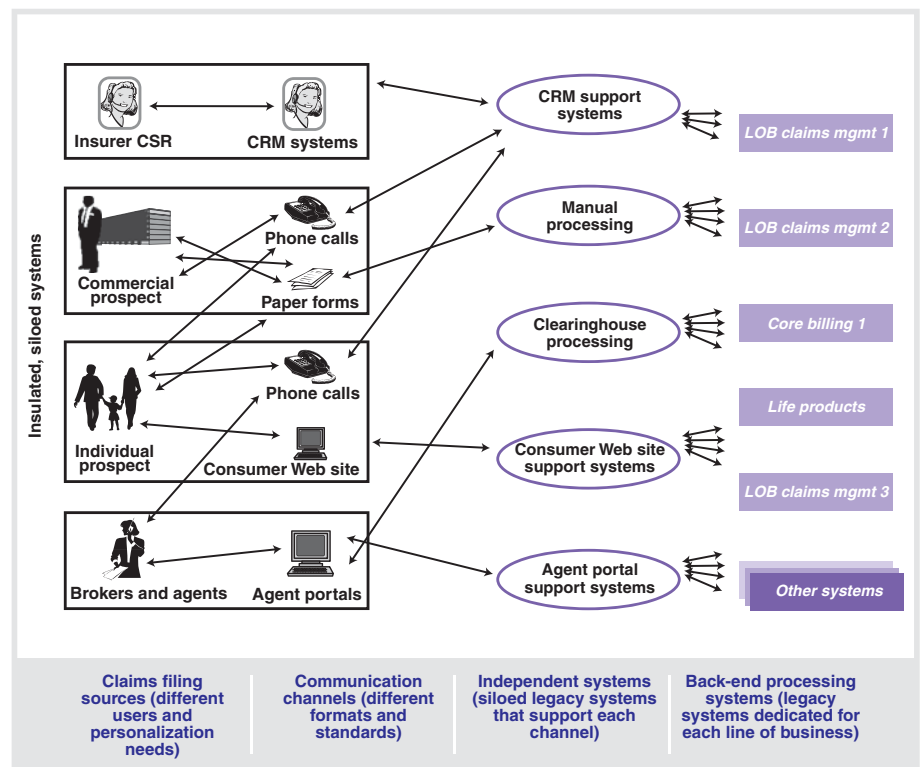 Insulated, siloed systems
Insurer CSR
CRM systems
Commercial
prospect
Phone calls
Paper forms
Individual
prospect
Phone calls
Consumer Web site
Brokers and agents
Agent portals
CRM support
systems
Manual
processing
Clearinghouse
processing
Consumer Web site
support systems
Agent portal
support systems
LOB claims mgmt 1
LOB claims mgmt 2
Core billing 1
Life products
LOB claims mgmt 3
Other systems
Claims filing
sources (different
users and
personalization
needs)
Communication
channels (different
formats and
standards)
Independent systems
(siloed legacy systems
that support each
channel)
Back-end processing
systems (legacy
systems dedicated for
each line of business)